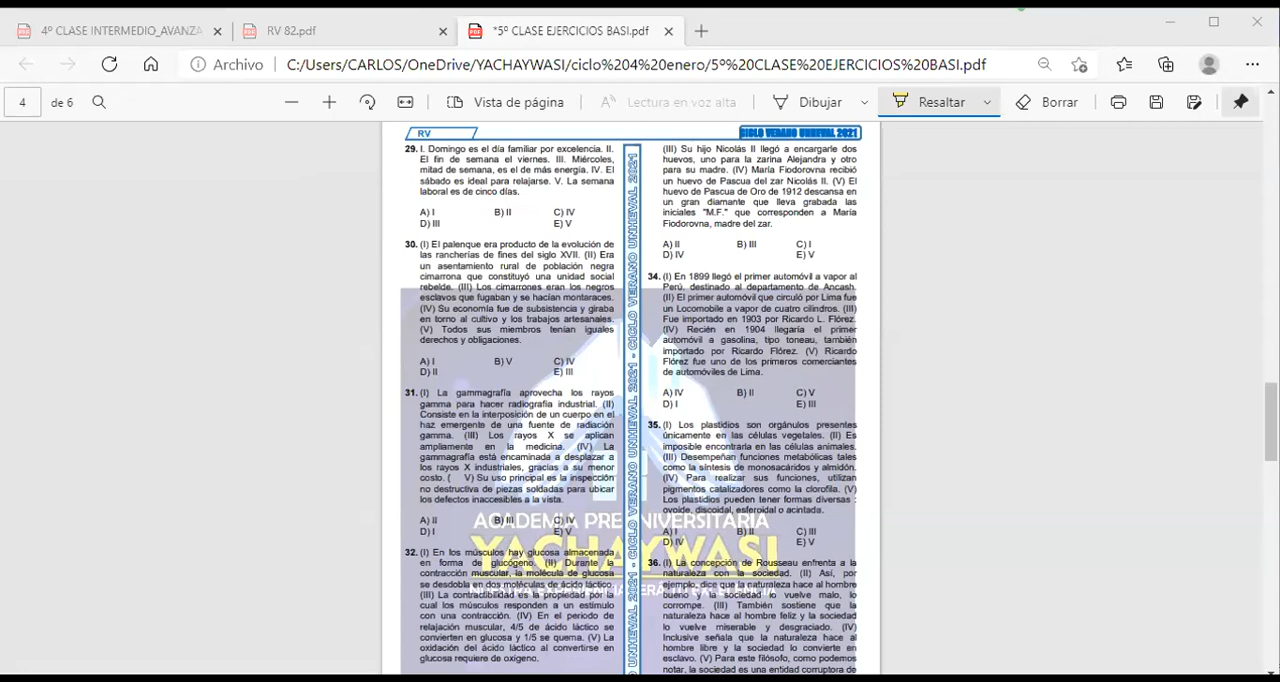 4º CLASE INTERMEDIO_AVANZA
RV 82.pdf
*5º CLASE EJERCICIOS BASI.pdf
Archivo
C:/Users/CARLOS/OneDrive/YACHAYWASI/ciclo%204%20enero/5º%20CLASE%20EJERCICIOS%20BASI.pdf
4
de 6
Vista de página
Lectura en voz alta
Dibujar
Resaltar
Borrar
RV
CICLO VERANO UNHEVAL 2021
29. I. Domingo es el día familiar por excelencia. II.
El fin de semana el viernes. III. Miércoles,
mitad de semana, es el de más energía. IV. El
sábado es ideal para relajarse. V. La semana
laboral es de cinco días.
A) I B) II C) IV
D) III E) V
30. (I) El palenque era producto de la evolución de
las rancherías de fines del siglo XVII. (II) Era
un asentamiento rural de población negra
cimarrona que constituyó una unidad social
rebelde. (III) Los cimarrones eran los negros
esclavos que fugaban y se hacían montaraces.
(IV) Su economía fue de subsistencia y giraba
en torno al cultivo y los trabajos artesanales.
(V) Todos sus miembros tenían iguales
derechos y obligaciones.
A) I B) V C) IV
D) II E) III
31. (I) La gammagrafía aprovecha los rayos
gamma para hacer radiografía industrial. (II)
Consiste en la interposición de un cuerpo en el
haz emergente de una fuente de radiación
gamma. (III) Los rayos X se aplican
ampliamente en la medicina. (IV) La
gammagrafía está encaminada a desplazar a
los rayos X industriales, gracias a su menor
costo. ( V) Su uso principal es la inspección
no destructiva de piezas soldadas para ubicar
los defectos inaccesibles a la vista.
A) II B) III C) IV
D) I E) V
32. (I) En los músculos hay glucosa almacenada
en forma de glucógeno. (II) Durante la
contracción muscular, la molécula de glucosa
se desdobla en dos moléculas de ácido láctico.
(III) La contractibilidad es la propiedad por la
cual los músculos responden a un estímulo
con una contracción. (IV) En el periodo de
relajación muscular, 4/5 de ácido láctico se
convierten en glucosa y 1/5 se quema. (V) La
oxidación del ácido láctico al convertirse en
glucosa requiere de oxígeno.
UNHEVAL 2021 - CICLO VERANO UNHEVAL 2021 - CICLO VERANO UNHEVAL 2021
(III) Su hijo Nicolás II llegó a encargarle dos
huevos, uno para la zarina Alejandra y otro
para su madre. (IV) María Fiodorovna recibió
un huevo de Pascua del zar Nicolás II. (V) El
huevo de Pascua de Oro de 1912 descansa en
un gran diamante que lleva grabada las
iniciales "M.F." que corresponden a María
Fiodorovna, madre del zar.
A) II B) III C) I
D) IV E) V
34. (I) En 1899 llegó el primer automóvil a vapor al
Perú, destinado al departamento de Ancash.
(II) El primer automóvil que circuló por Lima fue
un Locomobile a vapor de cuatro cilindros. (III)
Fue importado en 1903 por Ricardo L. Flórez.
(IV) Recién en 1904 llegaría el primer
automóvil a gasolina, tipo toneau, también
importado por Ricardo Flórez. (V) Ricardo
Flórez fue uno de los primeros comerciantes
de automóviles de Lima.
A) IV B) II C) V
D) I E) III
35. (I) Los plastidios son orgánulos presentes
únicamente en las células vegetales. (II) Es
imposible encontrarla en las células animales.
(III) Desempeñan funciones metabólicas tales
como la síntesis de monosacáridos y almidón.
(IV) Para realizar sus funciones, utilizan
pigmentos catalizadores como la clorofila. (V)
Los plastidios pueden tener formas diversas :
ovoide, discoidal, esferoidal o acintada.
A) I B) II C) III
D) IV E) V
36. (I) La concepción de Rousseau enfrenta a la
naturaleza con la sociedad. (II) Así, por
ejemplo, dice que la naturaleza hace al hombre
bueno y la sociedad lo vuelve malo, lo
corrompe. (III) También sostiene que la
naturaleza hace al hombre feliz y la sociedad
lo vuelve miserable y desgraciado. (IV)
Inclusive señala que la naturaleza hace al
hombre libre y la sociedad lo convierte en
esclavo. (V) Para este filósofo, como podemos
notar, la sociedad es una entidad corruptora de
ACADEMIA PREUNIVERSITARIA
YACHAYWASI